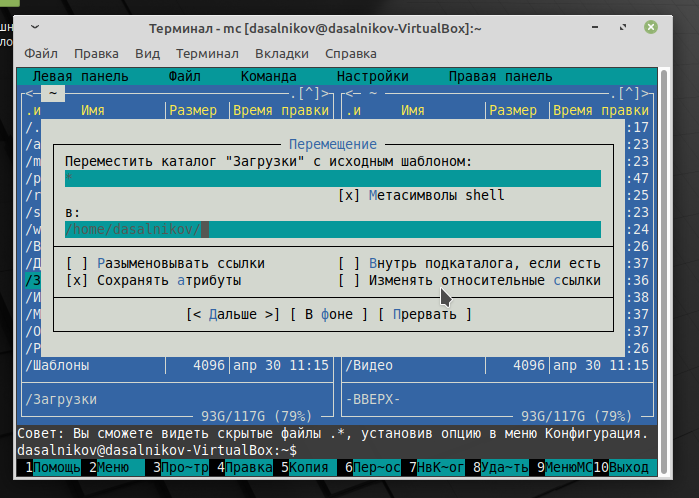 Терминал - mc [dasalnikov@dasalnikov-VirtualBox]:~
Файл Правка Вид Терминал Вкладки Справка
Левая панель Файл Команда Настройки Правая панель
<─ ~ .[^]> <─ ~ .[^]>
.и Имя Размер Время правки .и Имя Размер Время правки
/. :17
/a :23
/m :23
/p :47
/r :25
/s :23
/w :24
/В :26
/Д :37
/З :36
/И :38
/М :37
/О :37
/Р :26
Перемещение
Переместить каталог "Загрузки" с исходным шаблоном:
*
[x] Метасимволы shell
в:
/home/dasalnikov/
[ ] Разыменовывать ссылки [ ] Внутрь подкаталога, если есть
[x] Сохранять атрибуты [ ] Изменять относительные ссылки
[< Дальше >] [ В фоне ] [ Прервать ]
/Шаблоны 4096 апр 30 11:15 /Видео 4096 апр 30 11:15
/Загрузки -ВВЕРХ-
93G/117G (79%) 93G/117G (79%)
Совет: Вы сможете видеть скрытые файлы .*, установив опцию в меню Конфигурация.
dasalnikov@dasalnikov-VirtualBox:~$
1Помощь 2Меню 3Про~тр 4Правка 5Копия 6Пер~ос 7НвК~ог 8Уда~ть 9МенюMC 10Выход